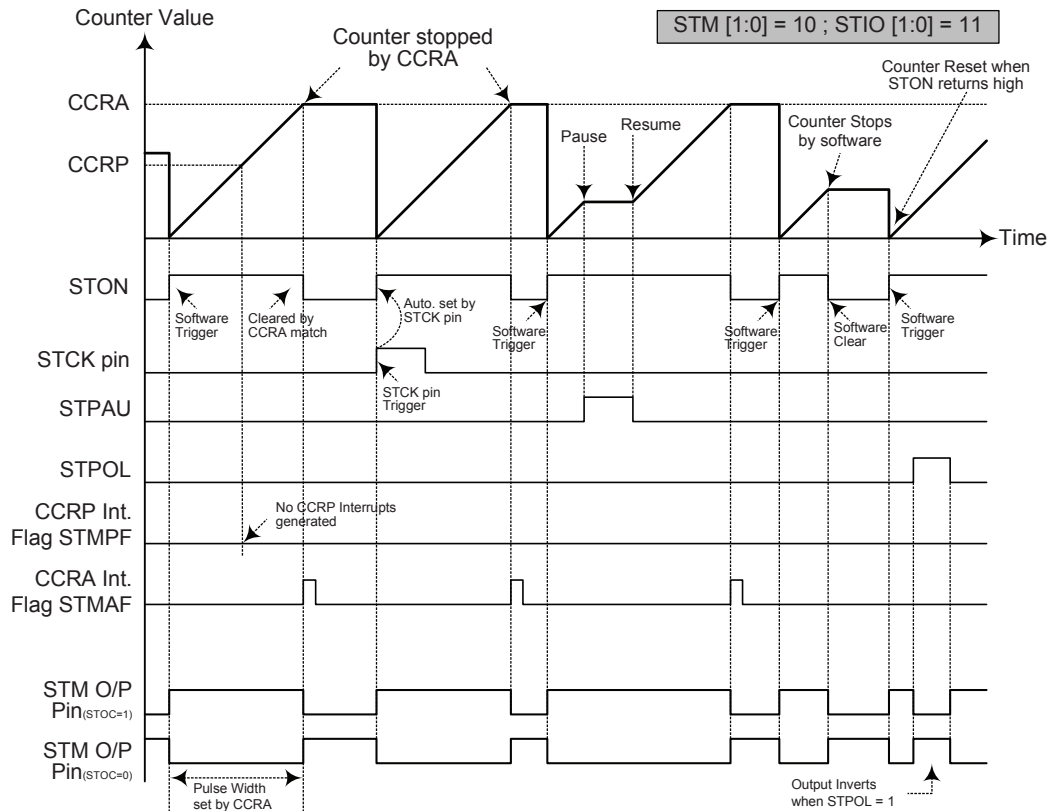 Counter Value
STM [1:0] = 10 ; STIO [1:0] = 11
Counter stopped
by CCRA
Counter Reset when
STON returns high
CCRA
Pause
Resume
Counter Stops
by software
CCRP
Time
STON
Software
Trigger
Cleared by
CCRA match
Auto. set by
STCK pin
Software
Trigger
Software
Trigger
Software
Clear
Software
Trigger
STCK pin
STCK pin
Trigger
STPAU
STPOL
CCRP Int.
Flag STMPF
No CCRP Interrupts
generated
CCRA Int.
Flag STMAF
STM O/P
Pin(STOC=1)
STM O/P
Pin(STOC=0)
Pulse Width
set by CCRA
Output Inverts
when STPOL = 1